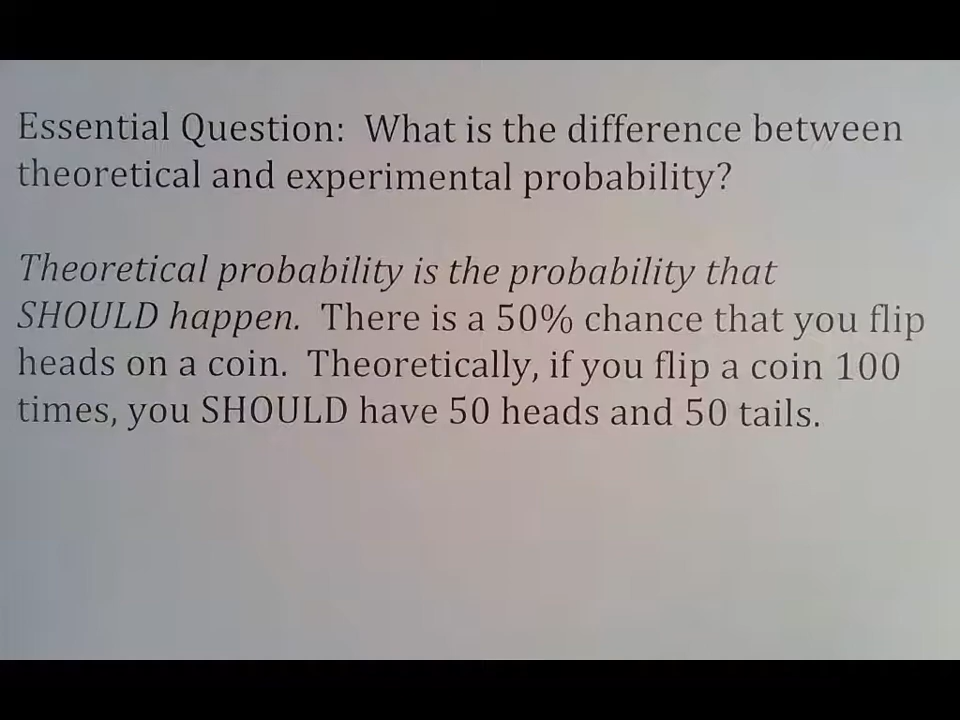 Essential Question:  What is the difference between
theoretical and experimental probability?
Theoretical probability is the probability that
SHOULD happen.  There is a 50% chance that you flip
heads on a coin.  Theoretically, if you flip a coin 100
times, you SHOULD have 50 heads and 50 tails.